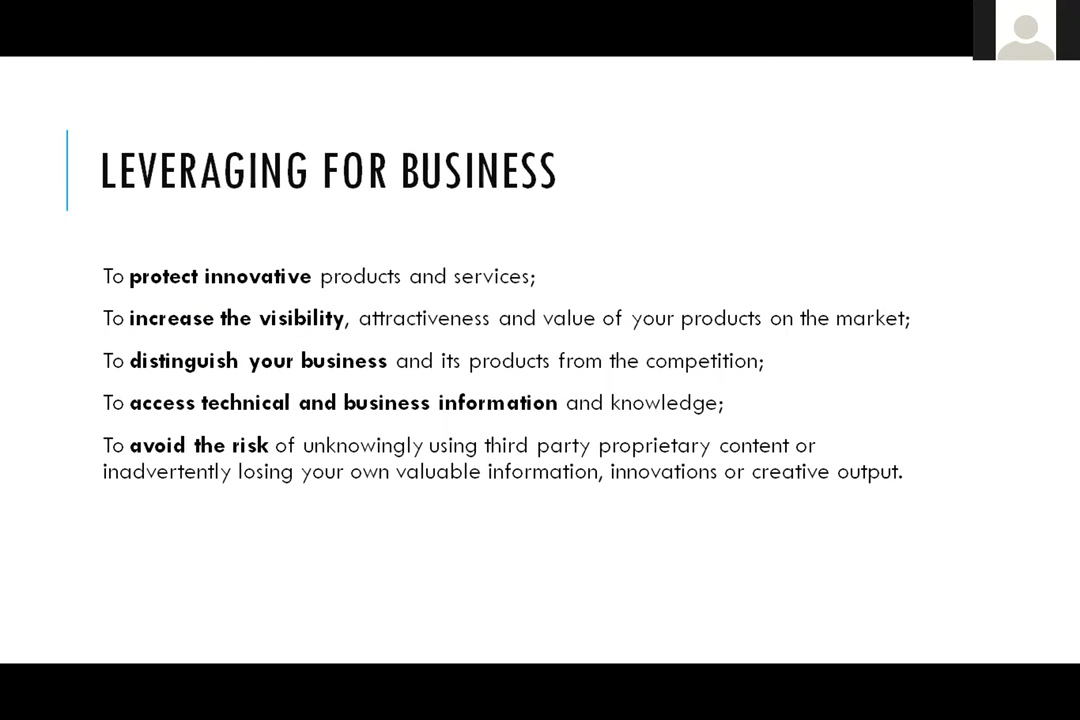 LEVERAGING FOR BUSINESS
To protect innovative products and services;
To increase the visibility, attractiveness and value of your products on the market;
To distinguish your business and its products from the competition;
To access technical and business information and knowledge;
To avoid the risk of unknowingly using third party proprietary content or
inadvertently losing your own valuable information, innovations or creative output.